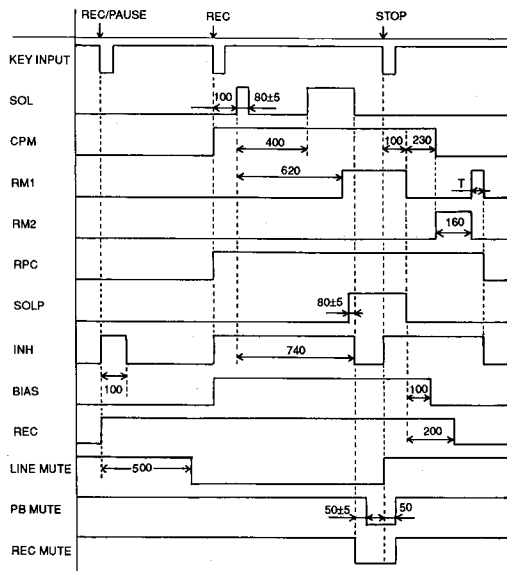 REC/PAUSE REC STOP
KEY INPUT
SOL
100 80±5
CPM
400 100 230
RM1
620 T
RM2
160
RPC
SOLP
80±5
INH
740
100
BIAS
100
REC
200
LINE MUTE
500
PB MUTE
50±5 50
REC MUTE